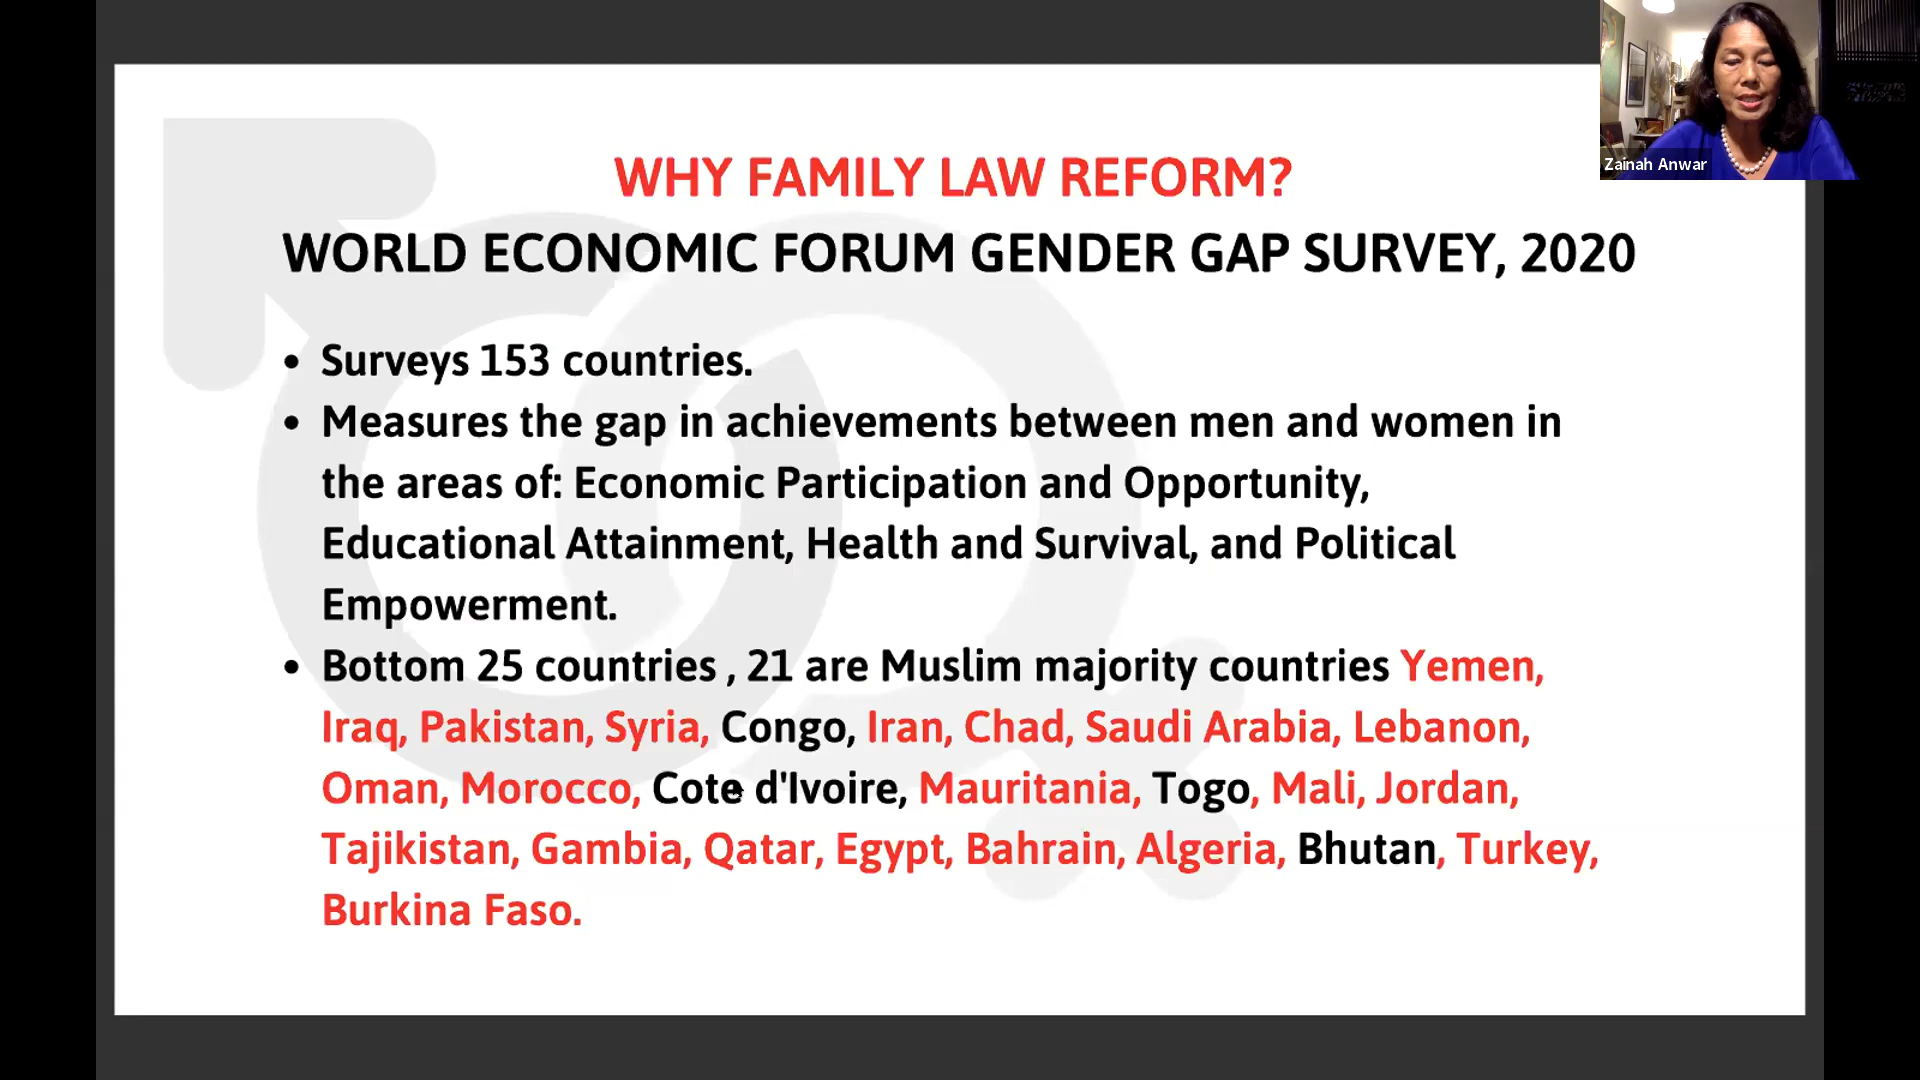 WHY FAMILY LAW REFORM?
WORLD ECONOMIC FORUM GENDER GAP SURVEY, 2020
Zainah Anwar
• Surveys 153 countries.
• Measures the gap in achievements between men and women in
the areas of: Economic Participation and Opportunity,
Educational Attainment, Health and Survival, and Political
Empowerment.
• Bottom 25 countries , 21 are Muslim majority countries Yemen,
Iraq, Pakistan, Syria, Congo, Iran, Chad, Saudi Arabia, Lebanon,
Oman, Morocco, Cote d'Ivoire, Mauritania, Togo, Mali, Jordan,
Tajikistan, Gambia, Qatar, Egypt, Bahrain, Algeria, Bhutan, Turkey,
Burkina Faso.